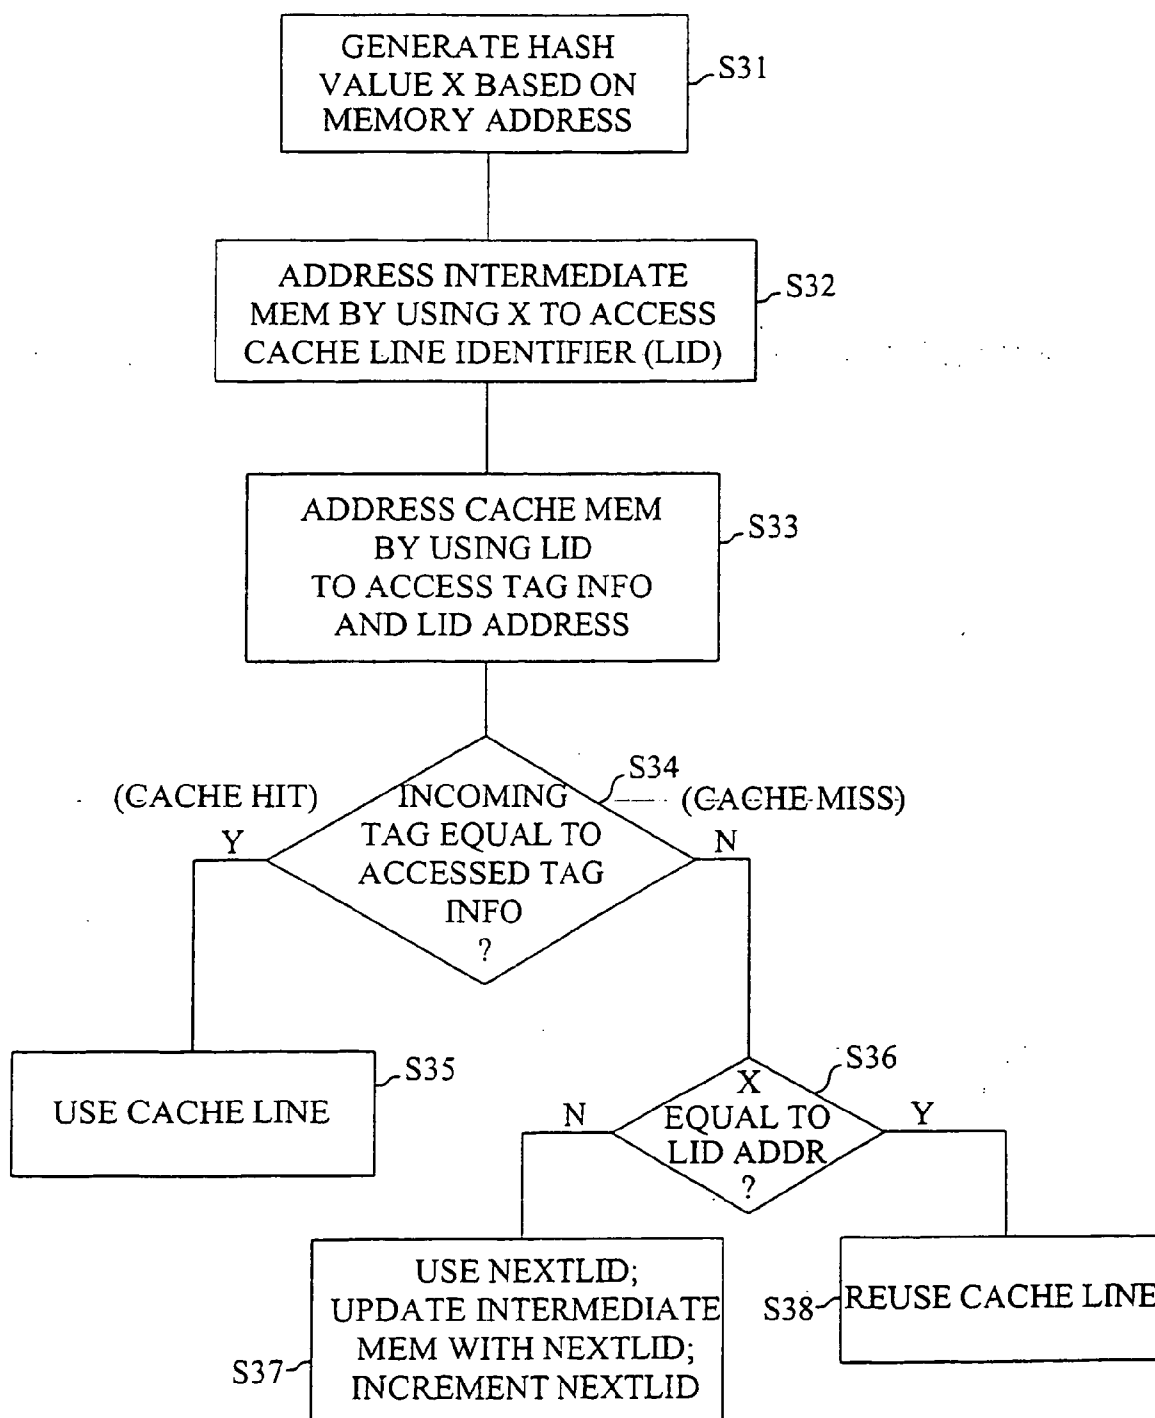 GENERATE HASH
VALUE X BASED ON
MEMORY ADDRESS
S31
ADDRESS INTERMEDIATE
MEM BY USING X TO ACCESS
CACHE LINE IDENTIFIER (LID)
S32
ADDRESS CACHE MEM
BY USING LID
TO ACCESS TAG INFO
AND LID ADDRESS
S33
S34
(CACHE HIT)
(CACHE MISS)
INCOMING
TAG EQUAL TO
ACCESSED TAG
INFO
?
Y
N
S35
USE CACHE LINE
S36
X
EQUAL TO
LID ADDR
?
N
Y
USE NEXTLID;
UPDATE INTERMEDIATE
MEM WITH NEXTLID;
INCREMENT NEXTLID
S37
S38
REUSE CACHE LINE